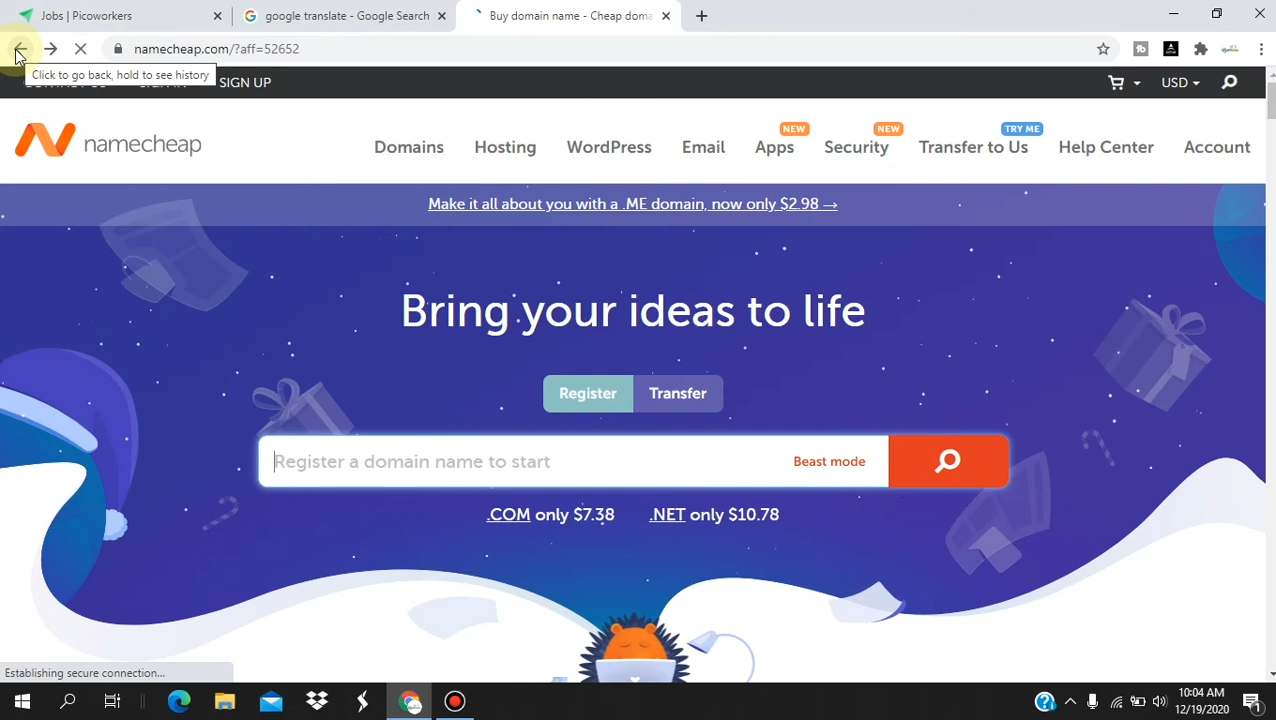 Jobs | Picoworkers
google translate - Google Search
Buy domain name - Cheap doma
namecheap.com/?aff=52652
Click to go back, hold to see history
SIGN UP
USD
namecheap
Domains
Hosting
WordPress
Email
NEW
Apps
NEW
Security
TRY ME
Transfer to Us
Help Center
Account
Make it all about you with a .ME domain, now only $2.98 →
Bring your ideas to life
Register
Transfer
Register a domain name to start
Beast mode
.COM only $7.38
.NET only $10.78
Establishing secure connection...
10:04 AM
12/19/2020
1